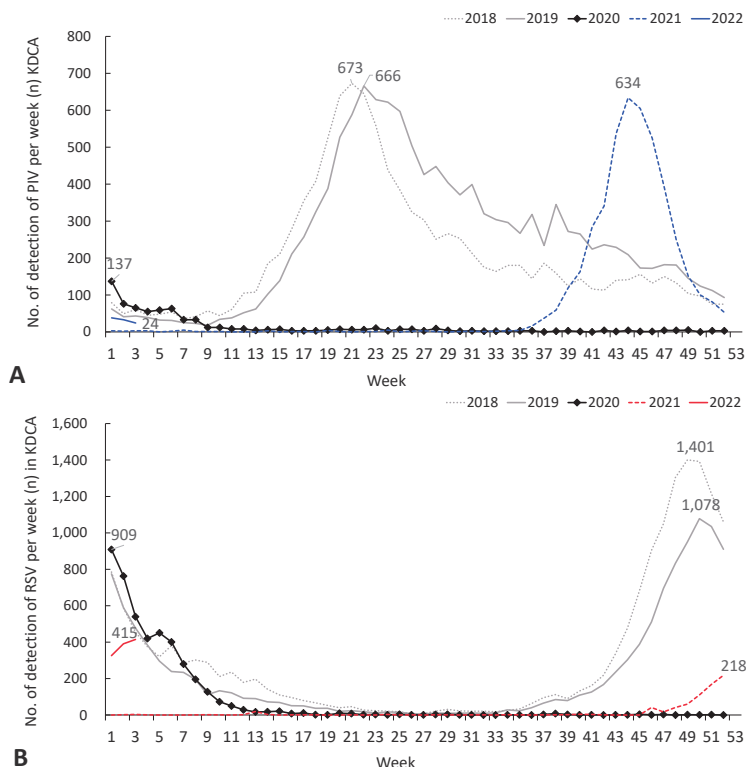 2018 2019 2020 2021 2022
No. of detection of PIV per week (n) KDCA
800
700
600
500
400
300
200
100
0
673
666
634
137
24
1 3 5 7 9 11 13 15 17 19 21 23 25 27 29 31 33 35 37 39 41 43 45 47 49 51 53
Week
A
2018 2019 2020 2021 2022
No. of detection of RSV per week (n) in KDCA
1,600
1,400
1,200
1,000
800
600
400
200
0
1,401
1,078
909
415
218
1 3 5 7 9 11 13 15 17 19 21 23 25 27 29 31 33 35 37 39 41 43 45 47 49 51 53
Week
B